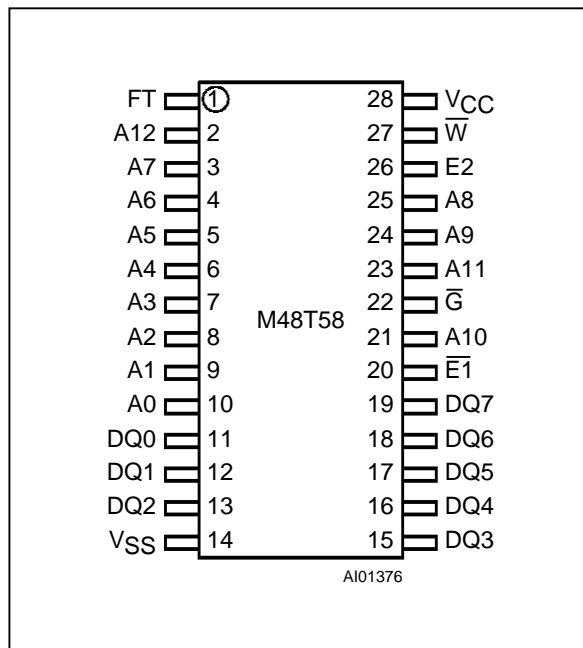 FT 1 28 VCC
A12 2 27 W̅
A7 3 26 E2
A6 4 25 A8
A5 5 24 A9
A4 6 23 A11
A3 7 22 G̅
M48T58
A2 8 21 A10
A1 9 20 E̅1̅
A0 10 19 DQ7
DQ0 11 18 DQ6
DQ1 12 17 DQ5
DQ2 13 16 DQ4
VSS 14 15 DQ3
AI01376